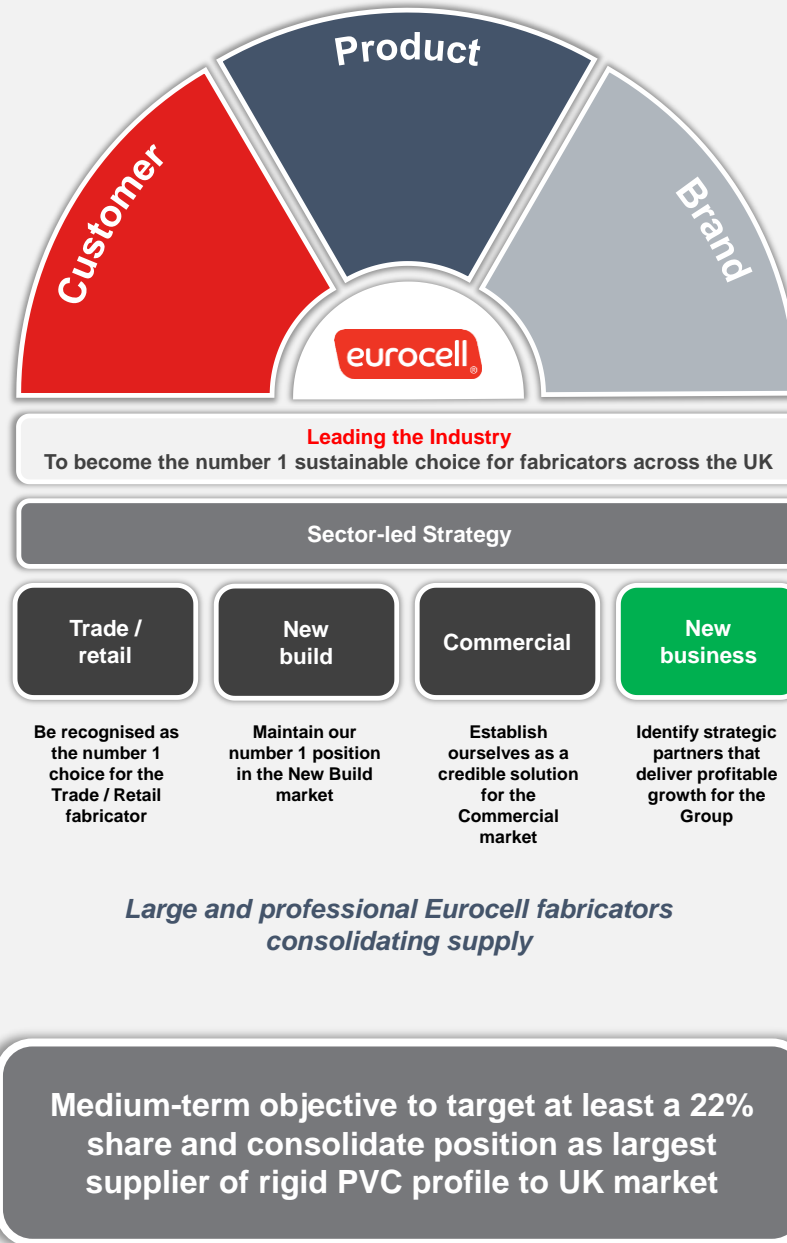 Product
Customer
Brand
eurocell®
Leading the Industry
To become the number 1 sustainable choice for fabricators across the UK
Sector-led Strategy
Trade /
retail
New
build
Commercial
New
business
Be recognised as
the number 1
choice for the
Trade / Retail
fabricator
Maintain our
number 1 position
in the New Build
market
Establish
ourselves as a
credible solution
for the
Commercial
market
Identify strategic
partners that
deliver profitable
growth for the
Group
Large and professional Eurocell fabricators
consolidating supply
Medium-term objective to target at least a 22%
share and consolidate position as largest
supplier of rigid PVC profile to UK market